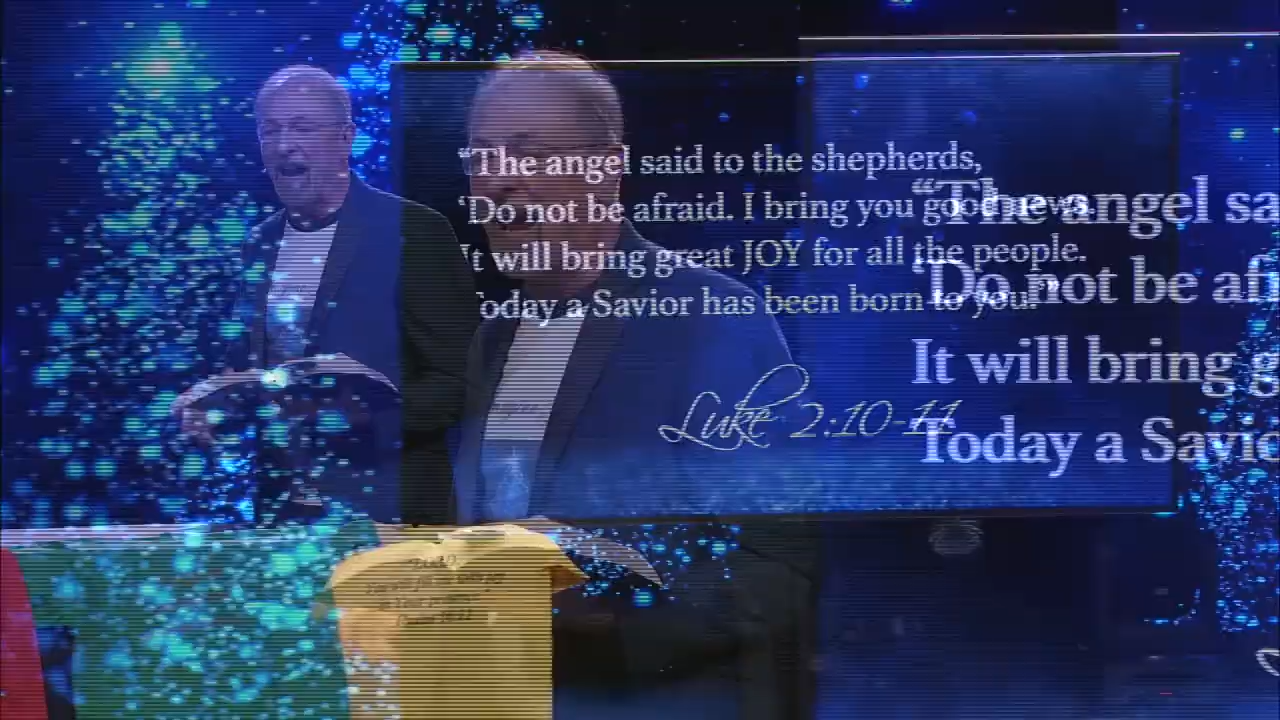 “The angel said to the shepherds,
‘Do not be afraid. I bring you good news.
It will bring great JOY for all the people.
Today a Savior has been born to you.”
Luke 2:10-11
“The angel sa
‘Do not be afr
It will bring g
Today a Savio